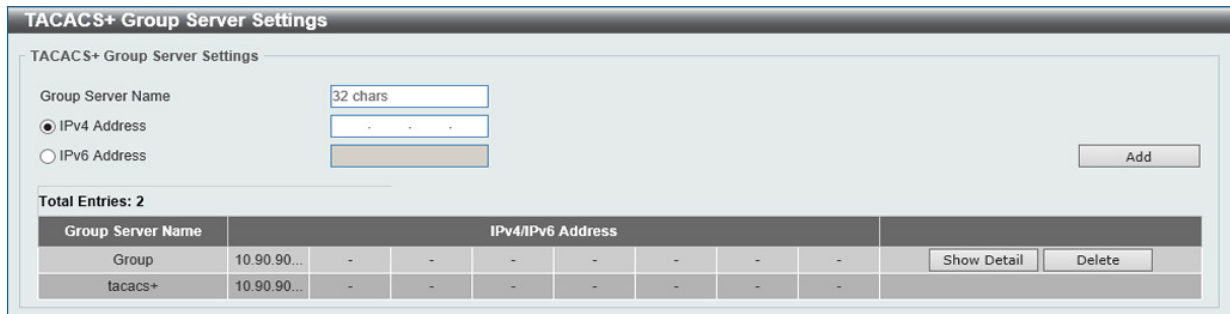 TACACS+ Group Server Settings
TACACS+ Group Server Settings
Group Server Name 32 chars
IPv4 Address . . .
IPv6 Address Add
Total Entries: 2
Group Server Name IPv4/IPv6 Address
Group 10.90.90... - - - - - - - Show Detail Delete
tacacs+ 10.90.90... - - - - - - -